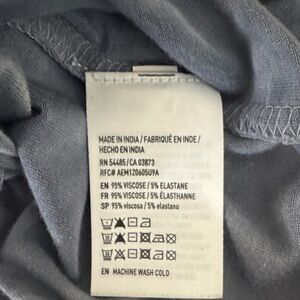 MADE IN INDIA / FABRIQUÉ EN INDE /
HECHO EN INDIA
RN 54485/CA 03873
RFC# AEM12060SU9A
EN 95% VISCOSE / 5% ELASTANE
FR 95% VISCOSE / 5% ÉLASTHANNE
SP 95% viscosa / 5% elastano
EN MACHINE WASH COLD